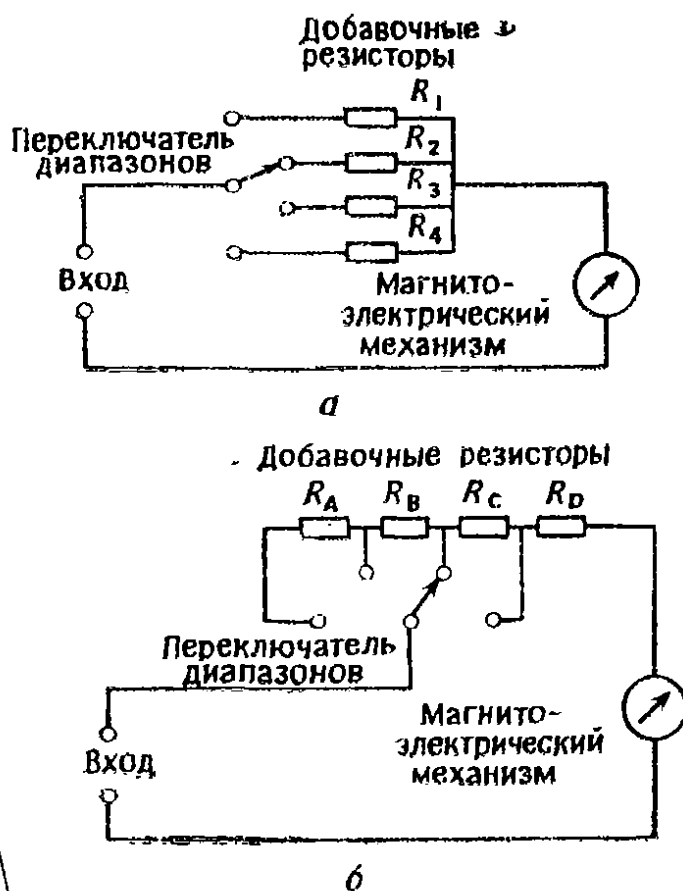 Добавочные
резисторы
R1
Переключатель
диапазонов
R2
R3
R4
Вход
Магнито-
электрический
механизм
а
Добавочные резисторы
RA RB RC RD
Переключатель
диапазонов
Магнито-
электрический
механизм
Вход
б